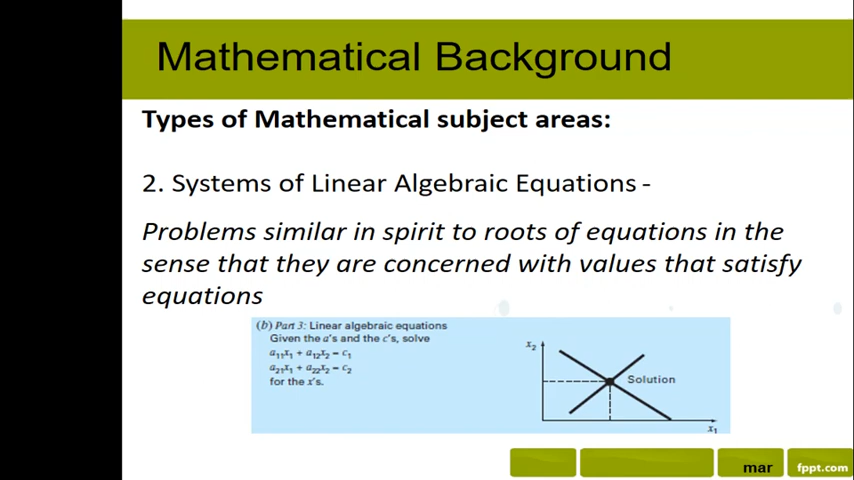 Mathematical Background
Types of Mathematical subject areas:
2. Systems of Linear Algebraic Equations -
Problems similar in spirit to roots of equations in the
sense that they are concerned with values that satisfy
equations
(b) Part 3: Linear algebraic equations
Given the a's and the c's, solve
a₁₁x₁ + a₁₂x₂ = c₁
a₂₁x₁ + a₂₂x₂ = c₂
for the x's.
x₂
Solution
x₁
mar
fppt.com